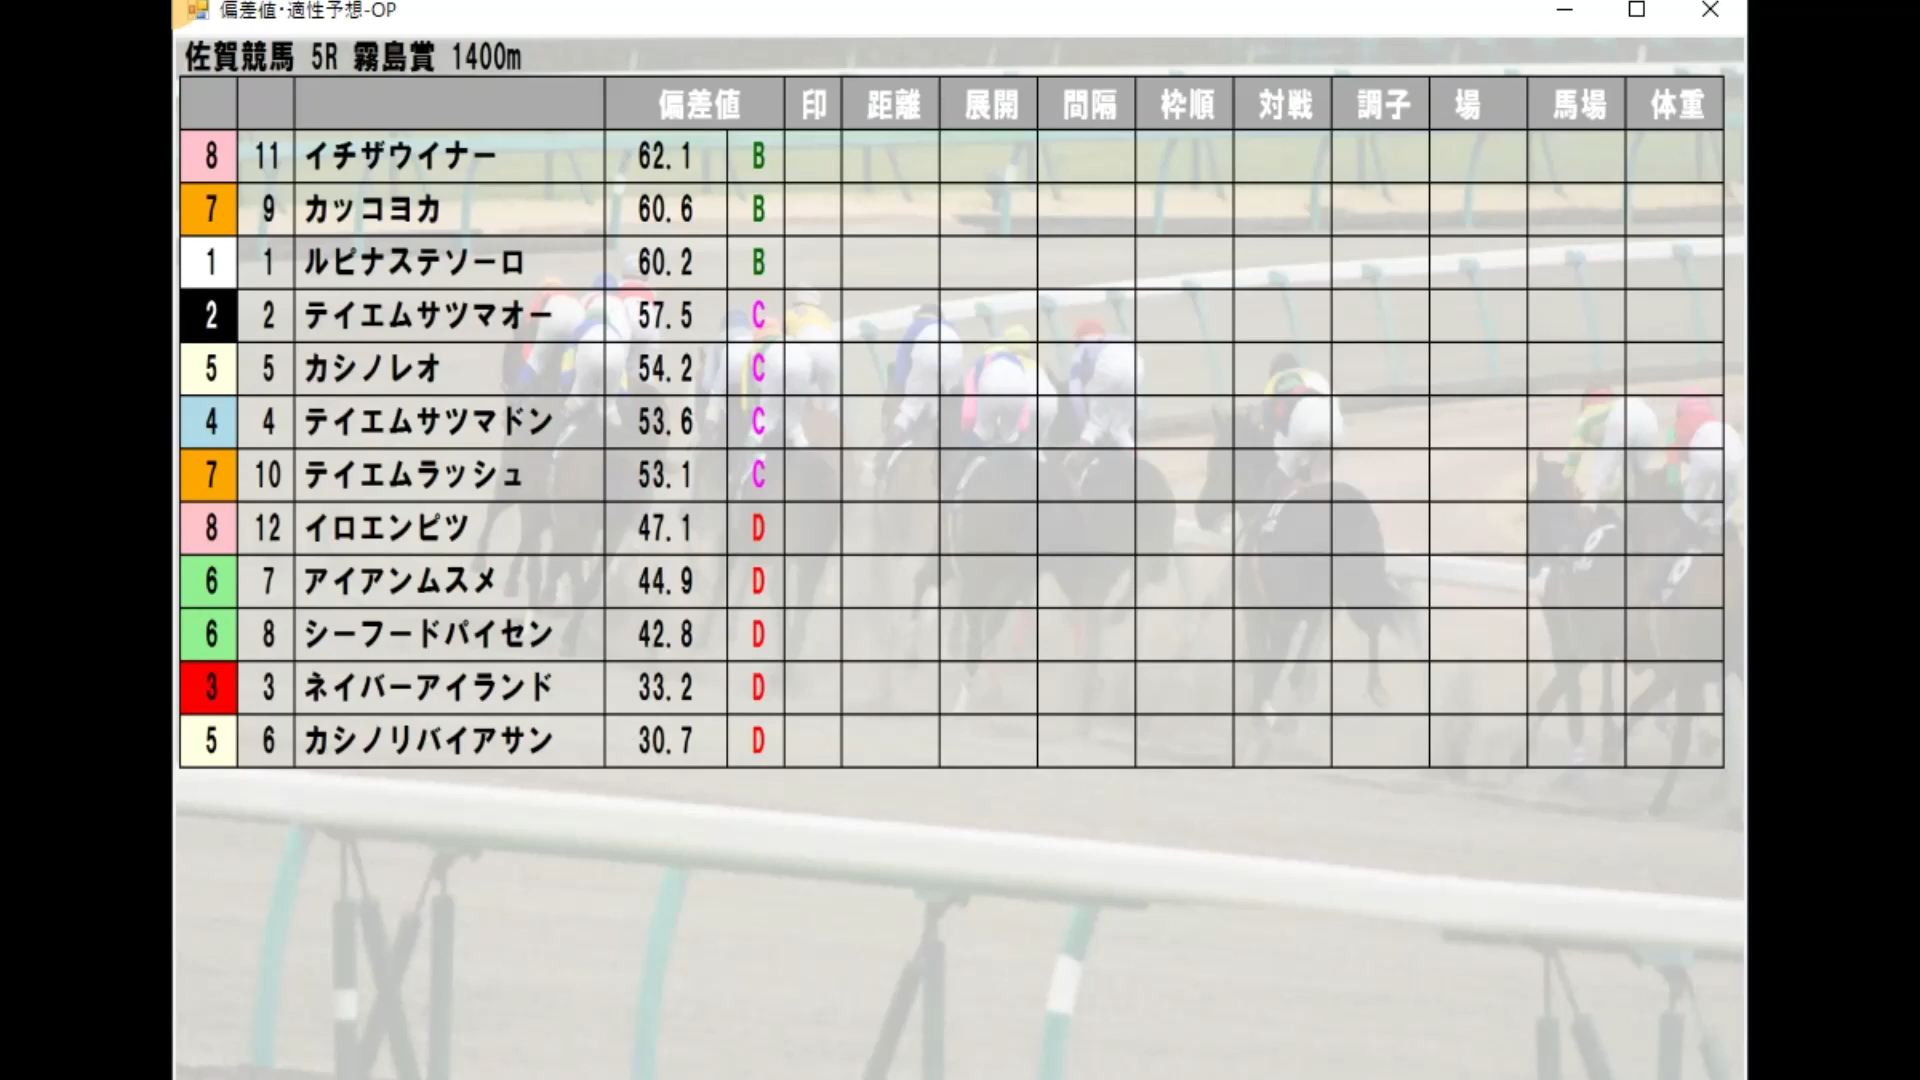 偏差値・適性予想-OP
佐賀競馬 5R 霧島賞 1400m
偏差値 印 距離 展開 間隔 枠順 対戦 調子 場 馬場 体重
8 11 イチザウイナー 62.1 B
7 9 カッコヨカ 60.6 B
1 1 ルピナステソーロ 60.2 B
2 2 テイエムサツマオー 57.5 C
5 5 カシノレオ 54.2 C
4 4 テイエムサツマドン 53.6 C
7 10 テイエムラッシュ 53.1 C
8 12 イロエンピツ 47.1 D
6 7 アイアンムスメ 44.9 D
6 8 シーフードパイセン 42.8 D
3 3 ネイバーアイランド 33.2 D
5 6 カシノリバイアサン 30.7 D